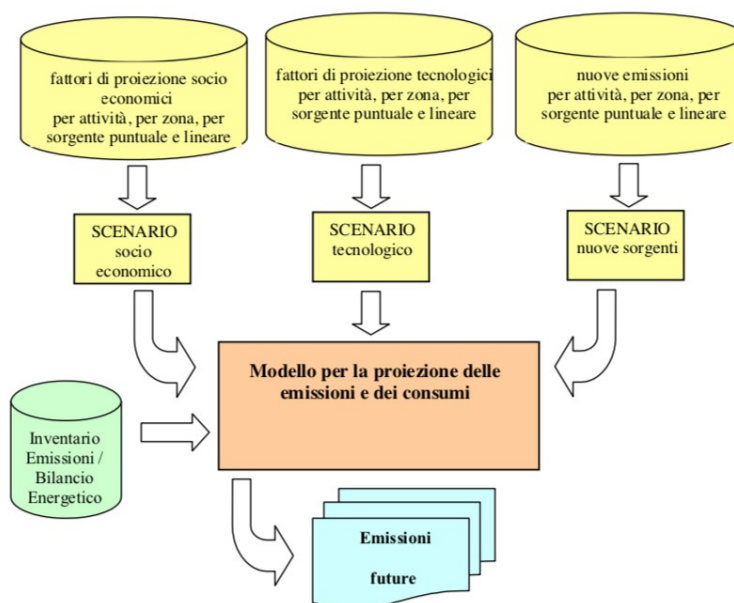 fattori di proiezione socio
economici
per attività, per zona, per
sorgente puntuale e lineare
fattori di proiezione tecnologici
per attività, per zona, per
sorgente puntuale e lineare
nuove emissioni
per attività, per zona, per
sorgente puntuale e lineare
SCENARIO
socio
economico
SCENARIO
tecnologico
SCENARIO
nuove sorgenti
Modello per la proiezione delle
emissioni e dei consumi
Inventario
Emissioni /
Bilancio
Energetico
Emissioni
future